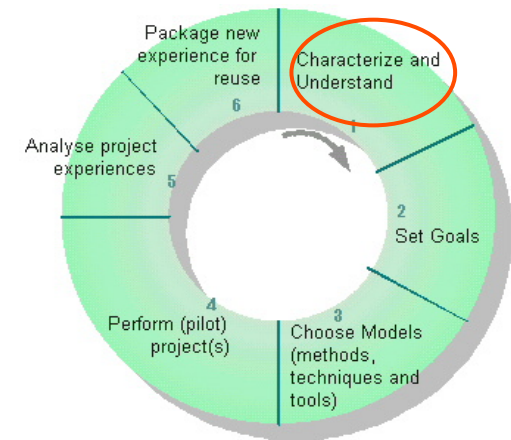 Characterize and
Understand
1
2
Set Goals
3
Choose Models
(methods,
techniques and
tools)
4
Perform (pilot)
project(s)
5
Analyse project
experiences
Package new
experience for
reuse
6